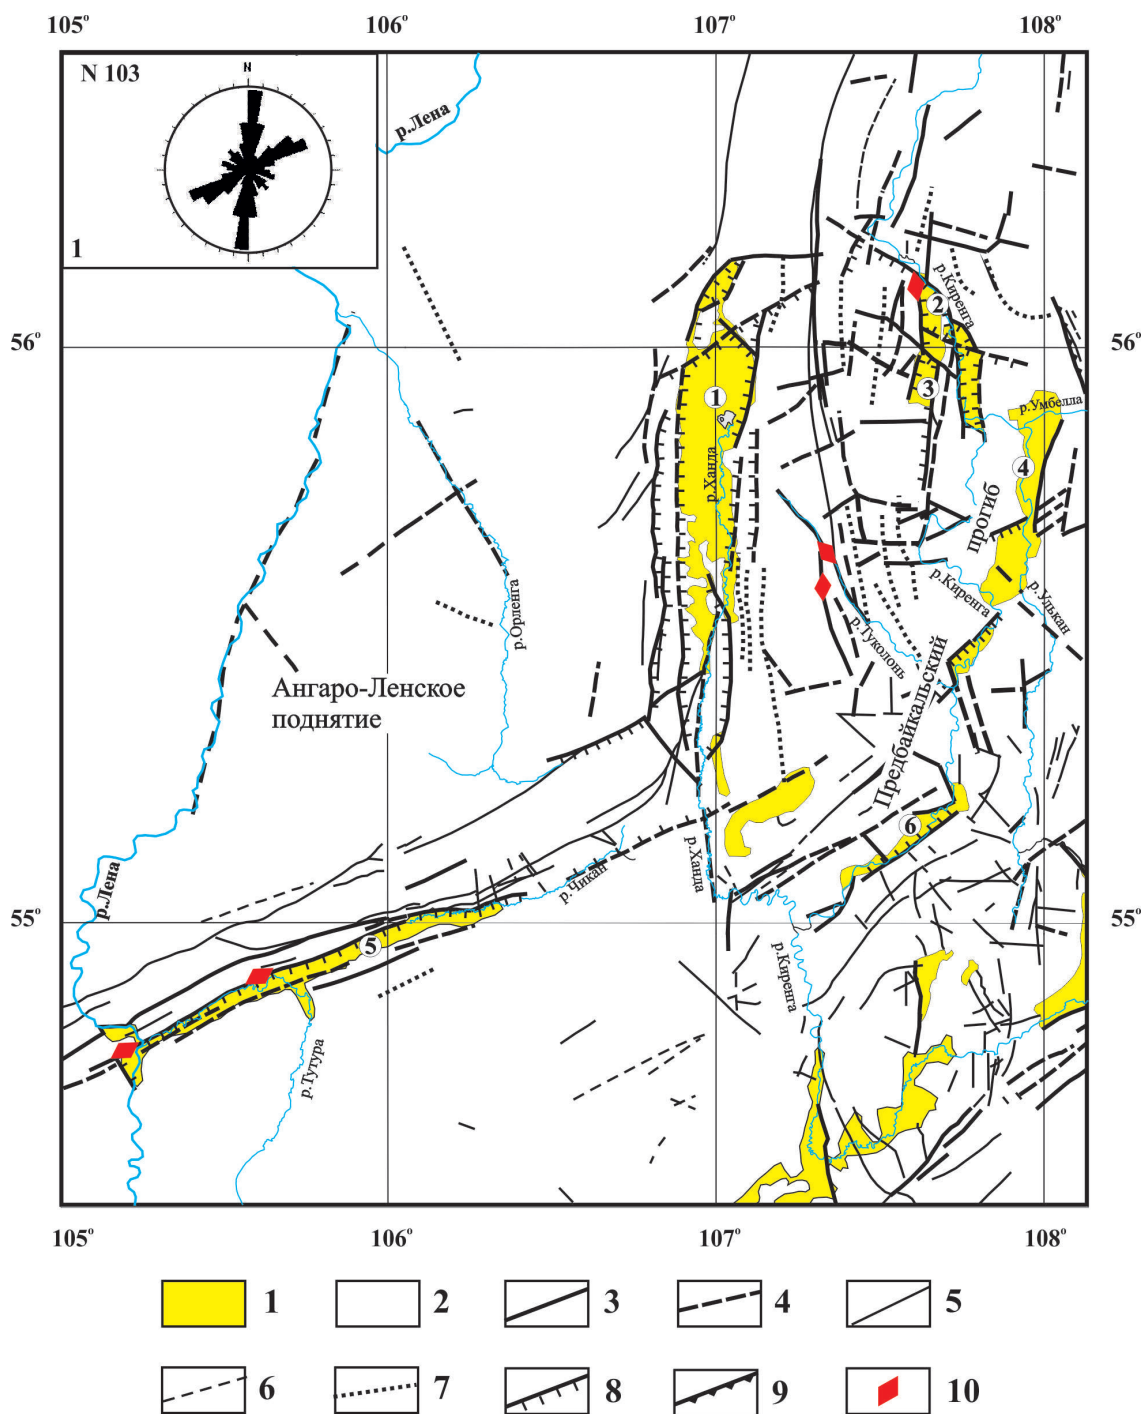 105° 106° 107° 108°
N 103
N
1
р.Лена
р.Киренга
2
56° 56°
3
1
р.Умбелла
р.Ханда
4
прогиб
р.Орленга
р.Киренга
р.Улькан
р.Туколонь
Ангаро-Ленское
поднятие
Предбайкальский
6
р.Лена
р.Чикан
р.Ханда
55° 55°
5
р.Киренга
р.Тутура
105° 106° 107° 108°
1 2 3 4 5
6 7 8 9 10